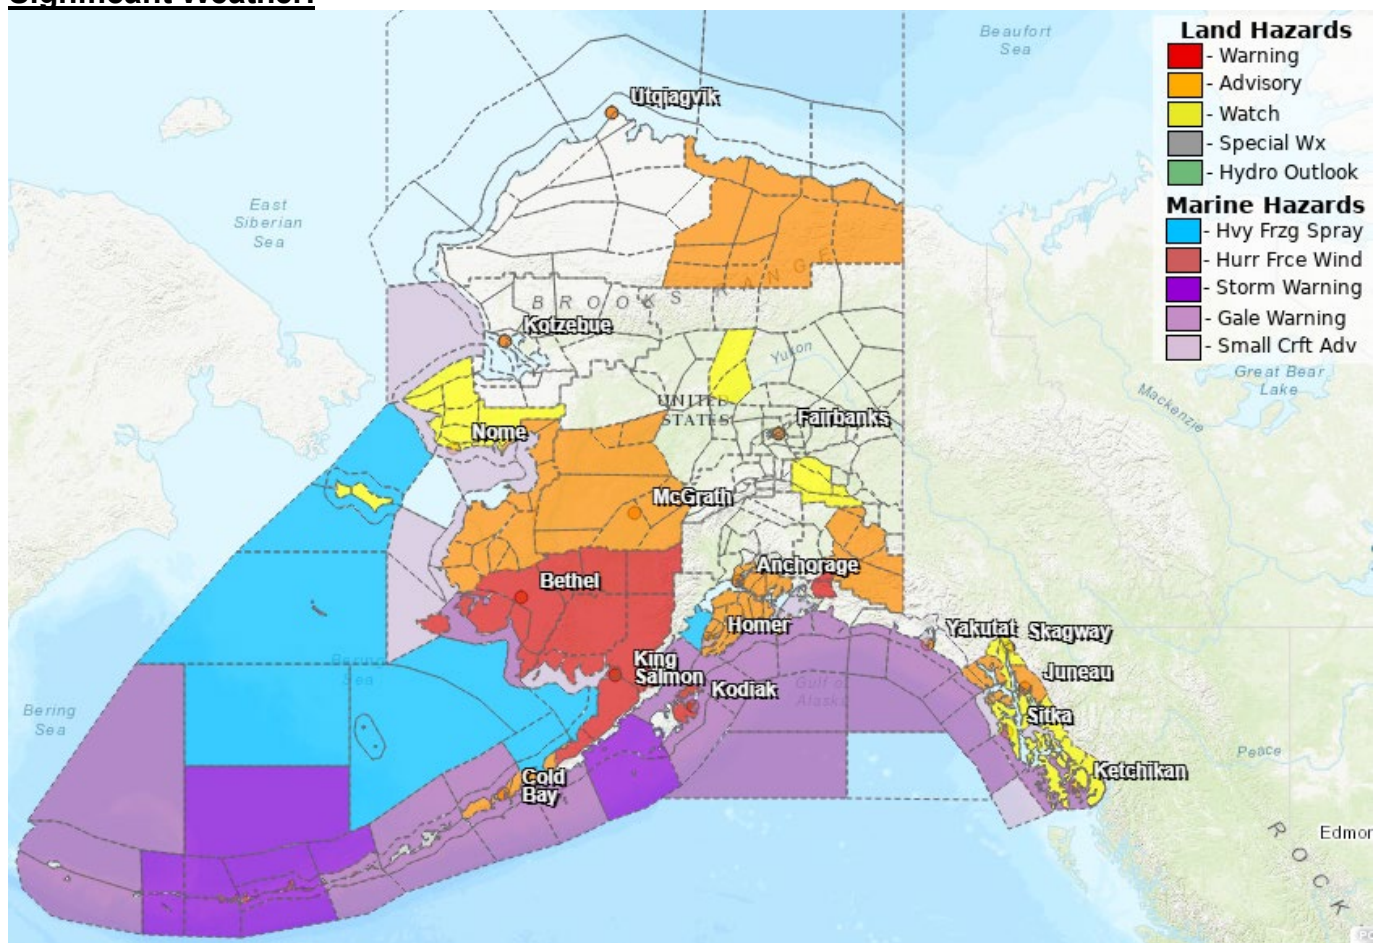 Significant Weather:
Land Hazards
- Warning
- Advisory
- Watch
- Special Wx
- Hydro Outlook
Marine Hazards
- Hvy Frzg Spray
- Hurr Frce Wind
- Storm Warning
- Gale Warning
- Small Crft Adv
Beaufort
Sea
Utqiagvik
East
Siberian
Sea
BROOKS RANGE
Kotzebue
Yukon
Great Bear
Lake
Mackenzie
UNITED
STATES
Fairbanks
Nome
McGrath
Anchorage
Bethel
Homer
Yakutat
Skagway
Bering
Sea
King
Salmon
Juneau
Kodiak
Gulf of
Alaska
Bering
Sea
Sitka
Peace
Ketchikan
Cold
Bay
Edmor
ROCK